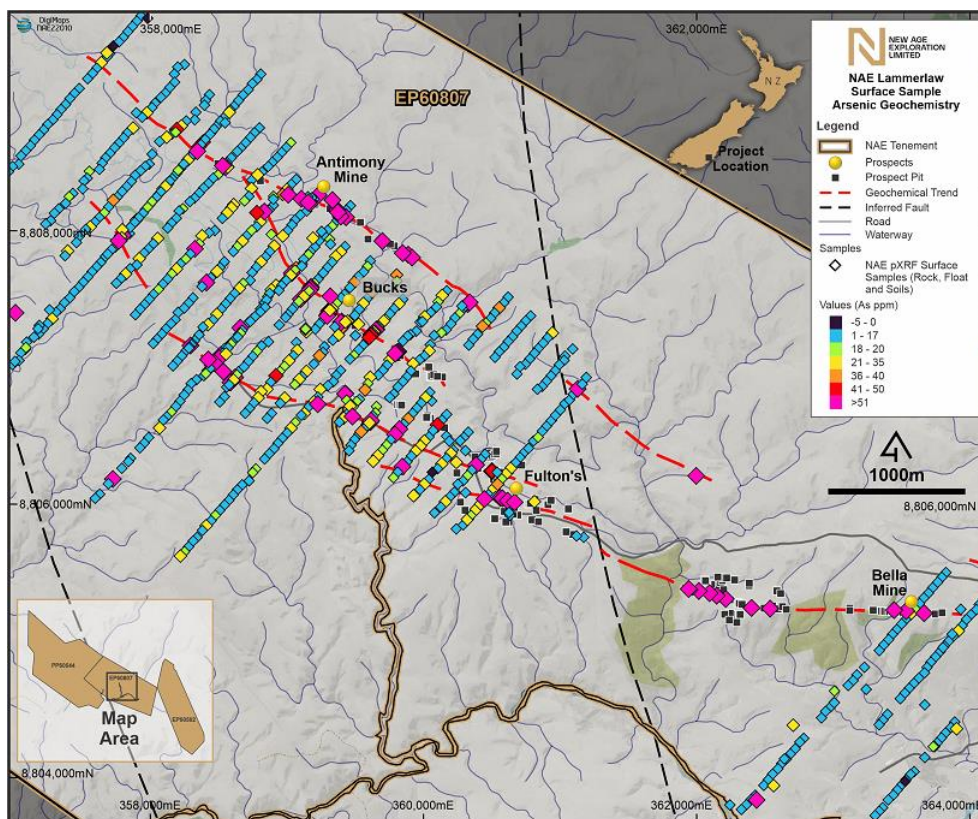 DigiMaps
NAE22010
358,000mE
362,000mE
NZ
Project
Location
NEW AGE
EXPLORATION
LIMITED
NAE Lammerlaw
Surface Sample
Arsenic Geochemistry
Legend
NAE Tenement
Prospects
Prospect Pit
Geochemical Trend
Inferred Fault
Road
Waterway
Samples
NAE pXRF Surface
Samples (Rock, Float
and Soils)
Values (As ppm)
-5 - 0
1 - 17
18 - 20
21 - 35
36 - 40
41 - 50
>51
EP60807
Antimony
Mine
8,808,000mN
Bucks
1000m
8,806,000mN
8,806,000mN
Fulton's
Bella
Mine
PP60644
EP60807
EP60502
Map
Area
8,804,000mN
358,000mE
360,000mE
362,000mE
364,000mE